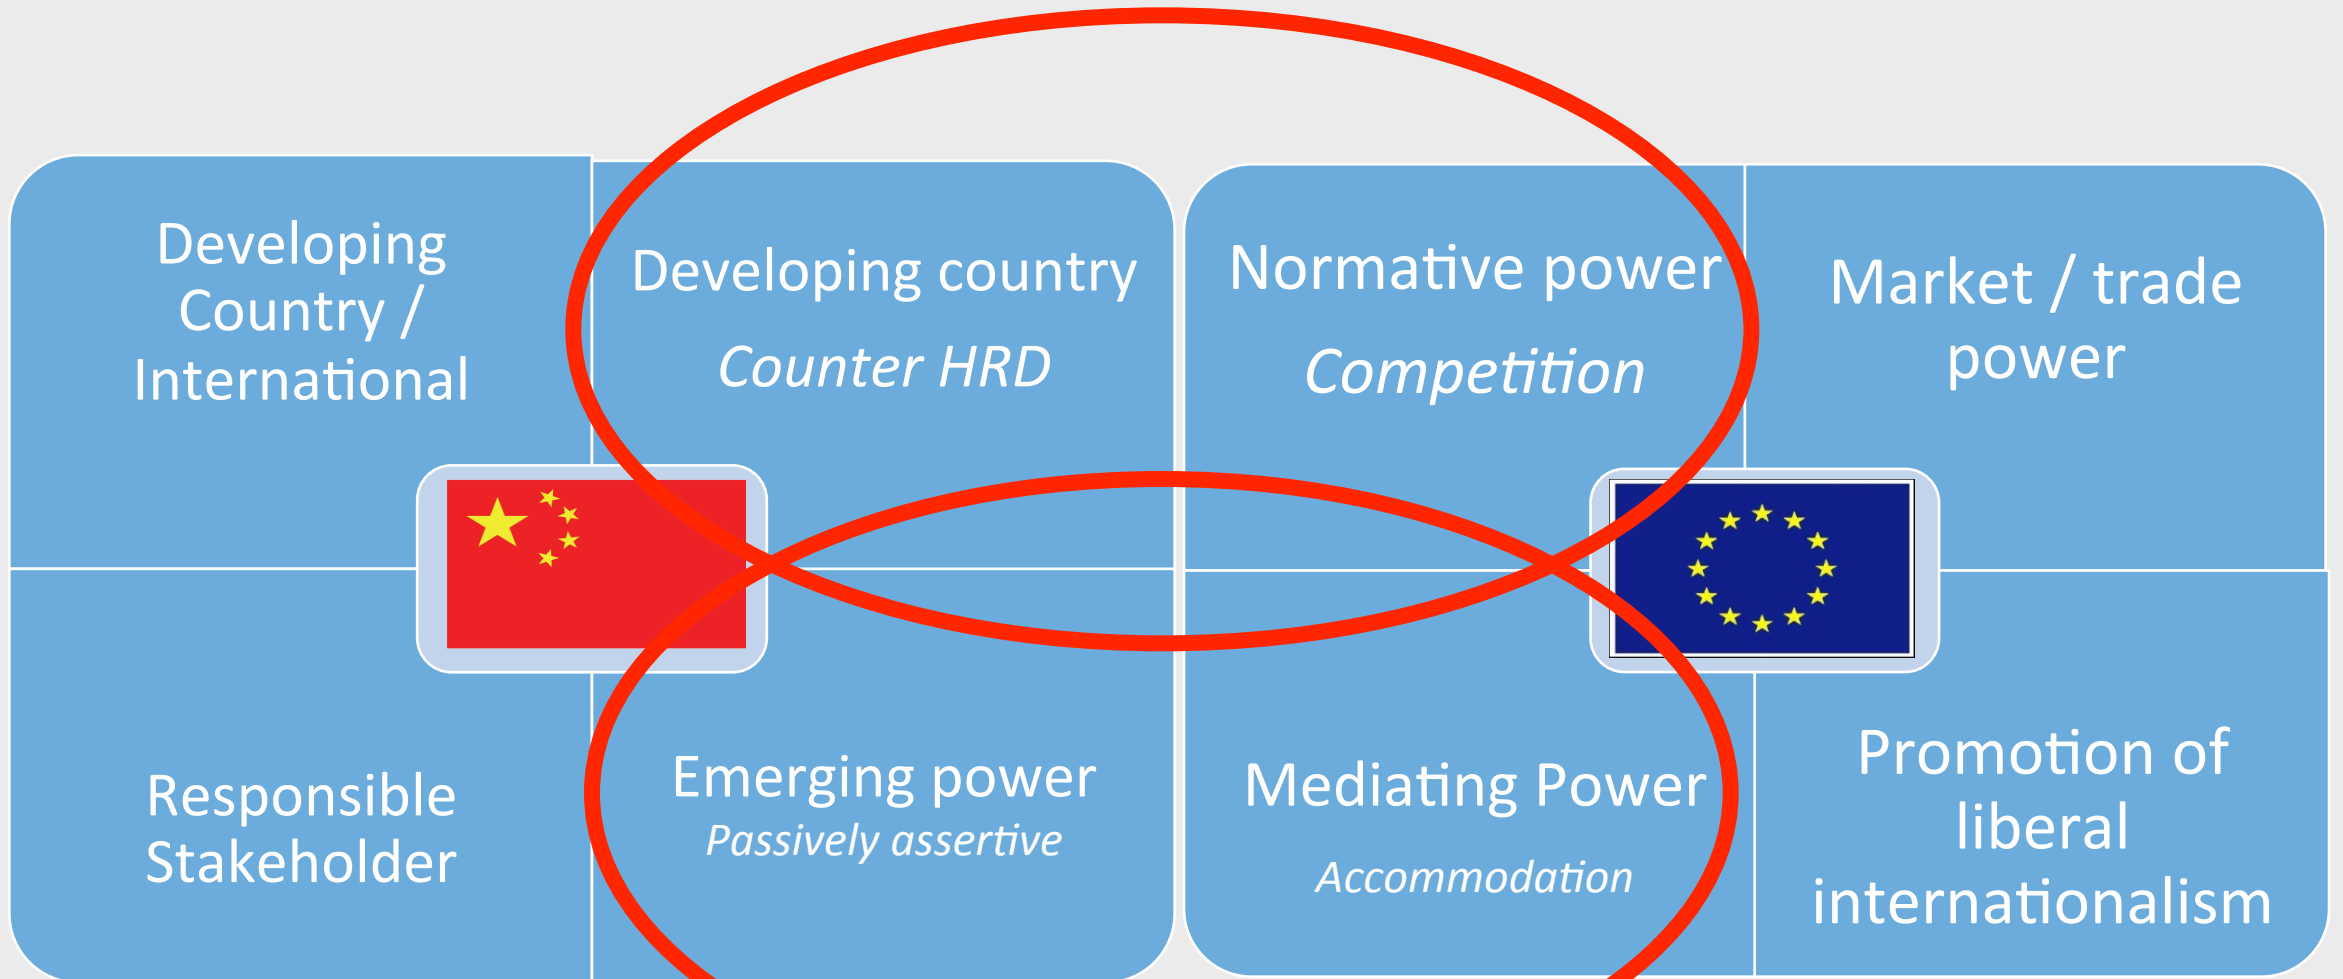 Developing
Country /
International
Developing country
Counter HRD
Normative power
Competition
Market / trade
power
Responsible
Stakeholder
Emerging power
Passively assertive
Mediating Power
Accommodation
Promotion of
liberal
internationalism